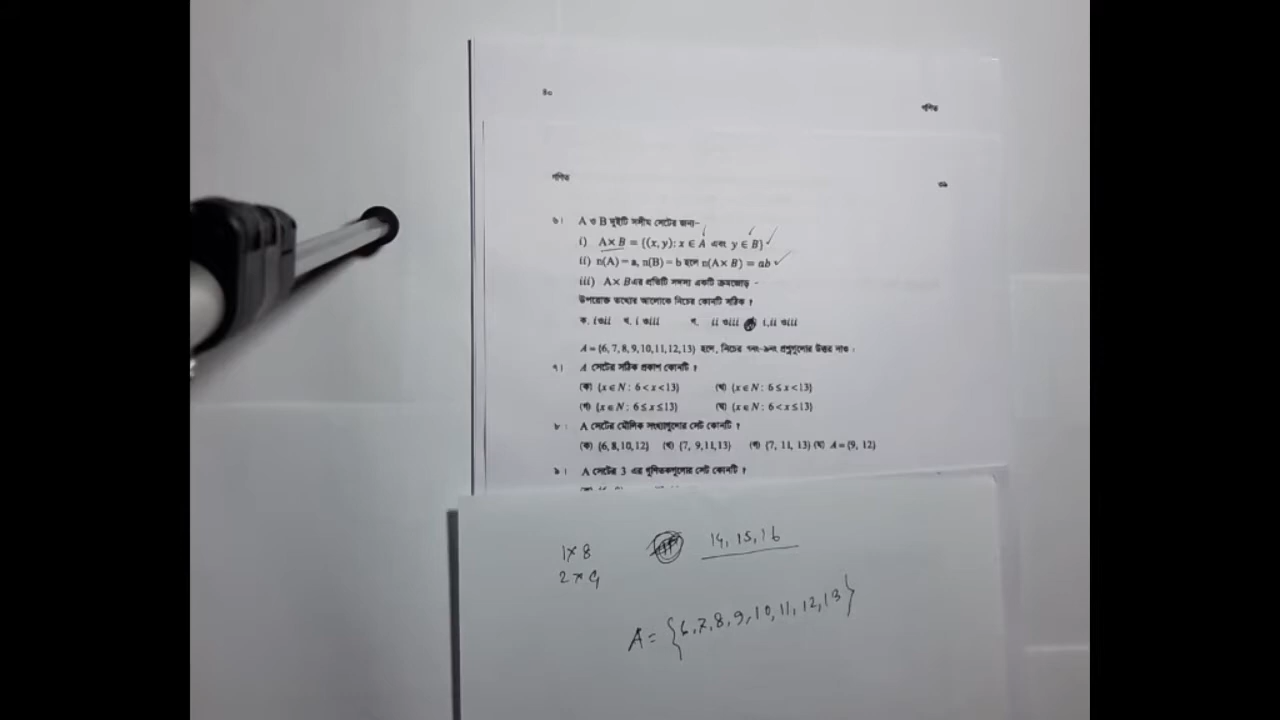 ৪০
গণিত
গণিত ৩৯
৬। A ও B দুইটি সসীম সেটের জন্য-
i) A×B = {(x, y): x ∈ A এবং y ∈ B}
ii) n(A) = a, n(B) = b হলে n(A×B) = ab
iii) A×B এর প্রতিটি সদস্য একটি ক্রমজোড়
উপরোক্ত তথ্যের আলোকে নিচের কোনটি সঠিক ?
ক. i ও ii খ. i ও iii গ. ii ও iii i, ii ও iii
A = {6, 7, 8, 9, 10, 11, 12, 13} হলে, নিচের ৭নং-৯নং প্রশ্নগুলোর উত্তর দাও :
৭। A সেটের সঠিক প্রকাশ কোনটি ?
(ক) {x ∈ N : 6 < x < 13} (খ) {x ∈ N : 6 ≤ x < 13}
(গ) {x ∈ N : 6 ≤ x ≤ 13} (ঘ) {x ∈ N : 6 < x ≤ 13}
৮। A সেটের মৌলিক সংখ্যাগুলোর সেট কোনটি ?
(ক) {6, 8, 10, 12} (খ) {7, 9, 11, 13} (গ) {7, 11, 13} (ঘ) A = {9, 12}
৯। A সেটের 3 এর গুণিতকগুলোর সেট কোনটি ?
1×8 14, 15, 16
2×4
A = {6, 7, 8, 9, 10, 11, 12, 13}